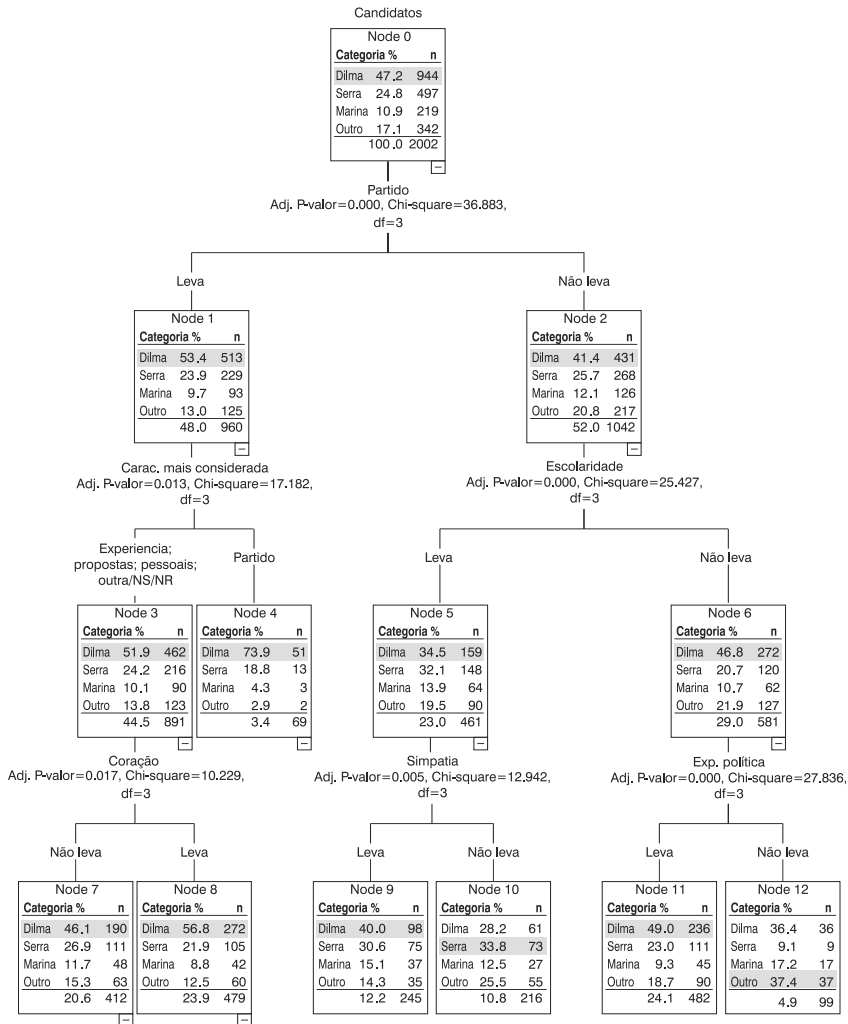 Candidatos
Node 0
Categoria % n
Dilma 47.2 944
Serra 24.8 497
Marina 10.9 219
Outro 17.1 342
100.0 2002
Partido
Adj. P-valor=0.000, Chi-square=36.883,
df=3
Leva
Não leva
Node 1
Categoria % n
Dilma 53.4 513
Serra 23.9 229
Marina 9.7 93
Outro 13.0 125
48.0 960
Node 2
Categoria % n
Dilma 41.4 431
Serra 25.7 268
Marina 12.1 126
Outro 20.8 217
52.0 1042
Carac. mais considerada
Adj. P-valor=0.013, Chi-square=17.182,
df=3
Escolaridade
Adj. P-valor=0.000, Chi-square=25.427,
df=3
Experiencia;
propostas; pessoais;
outra/NS/NR
Partido
Leva
Não leva
Node 3
Categoria % n
Dilma 51.9 462
Serra 24.2 216
Marina 10.1 90
Outro 13.8 123
44.5 891
Node 4
Categoria % n
Dilma 73.9 51
Serra 18.8 13
Marina 4.3 3
Outro 2.9 2
3.4 69
Node 5
Categoria % n
Dilma 34.5 159
Serra 32.1 148
Marina 13.9 64
Outro 19.5 90
23.0 461
Node 6
Categoria % n
Dilma 46.8 272
Serra 20.7 120
Marina 10.7 62
Outro 21.9 127
29.0 581
Coração
Adj. P-valor=0.017, Chi-square=10.229,
df=3
Simpatia
Adj. P-valor=0.005, Chi-square=12.942,
df=3
Exp. política
Adj. P-valor=0.000, Chi-square=27.836,
df=3
Não leva
Leva
Leva
Não leva
Leva
Não leva
Node 7
Categoria % n
Dilma 46.1 190
Serra 26.9 111
Marina 11.7 48
Outro 15.3 63
20.6 412
Node 8
Categoria % n
Dilma 56.8 272
Serra 21.9 105
Marina 8.8 42
Outro 12.5 60
23.9 479
Node 9
Categoria % n
Dilma 40.0 98
Serra 30.6 75
Marina 15.1 37
Outro 14.3 35
12.2 245
Node 10
Categoria % n
Dilma 28.2 61
Serra 33.8 73
Marina 12.5 27
Outro 25.5 55
10.8 216
Node 11
Categoria % n
Dilma 49.0 236
Serra 23.0 111
Marina 9.3 45
Outro 18.7 90
24.1 482
Node 12
Categoria % n
Dilma 36.4 36
Serra 9.1 9
Marina 17.2 17
Outro 37.4 37
4.9 99